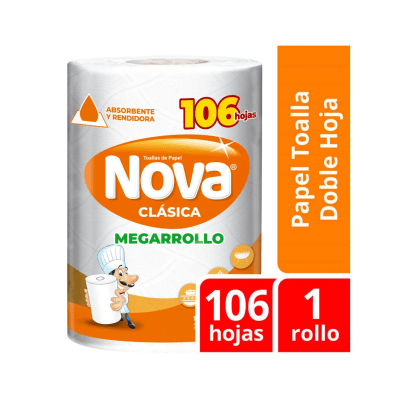 ABSORBENTE
Y RENDIDORA
106 hojas
Toallas de Papel
NOVA®
CLÁSICA
MEGARROLLO
Papel Toalla
Doble Hoja
106
hojas
1
rollo